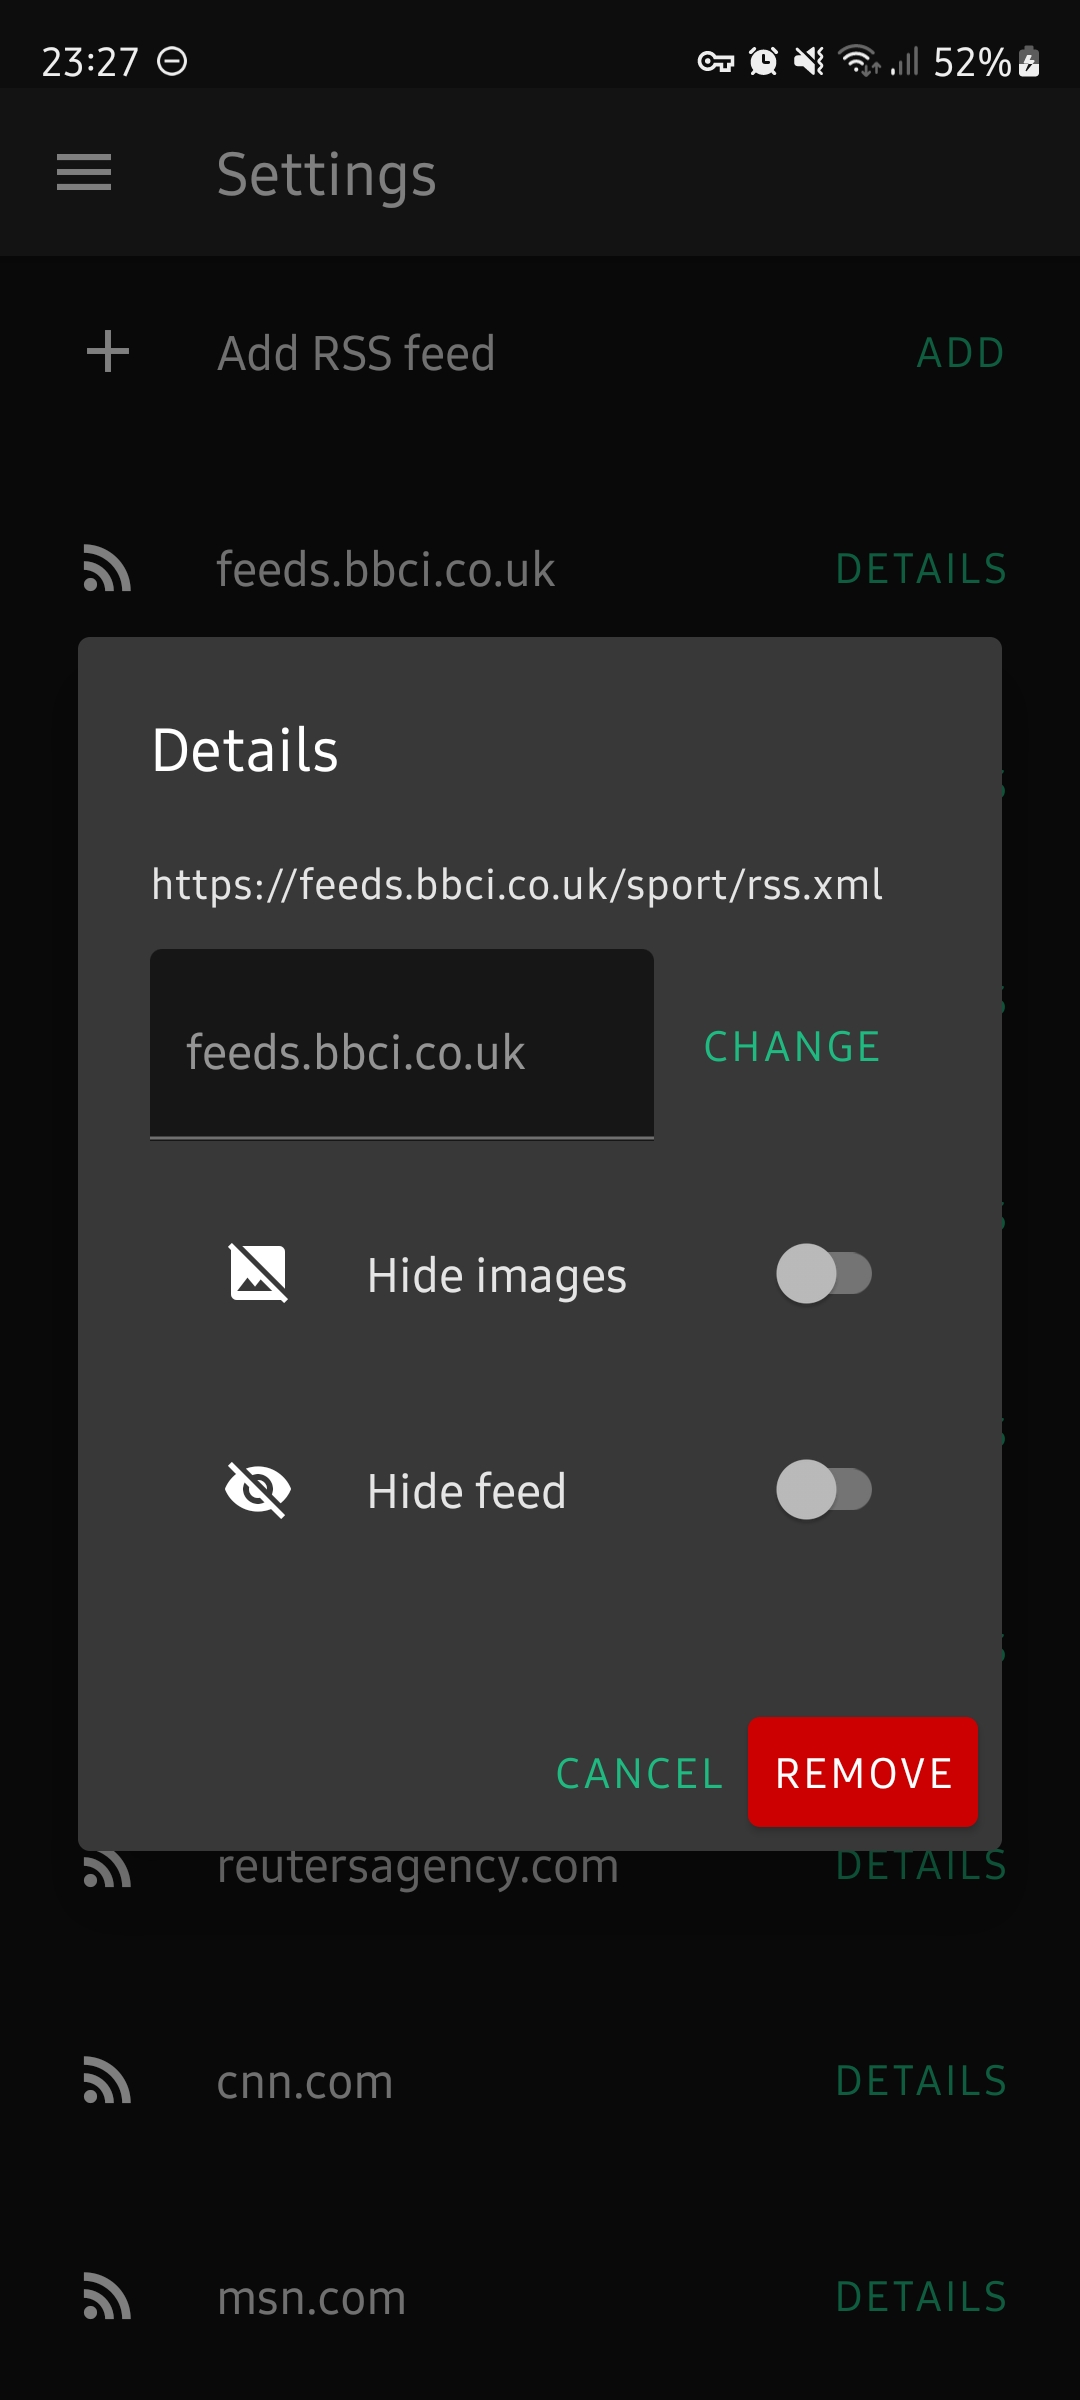 23:27
52%
Settings
Add RSS feed
ADD
feeds.bbci.co.uk
DETAILS
Details
https://feeds.bbci.co.uk/sport/rss.xml
feeds.bbci.co.uk
CHANGE
Hide images
Hide feed
CANCEL
REMOVE
reutersagency.com
DETAILS
cnn.com
DETAILS
msn.com
DETAILS